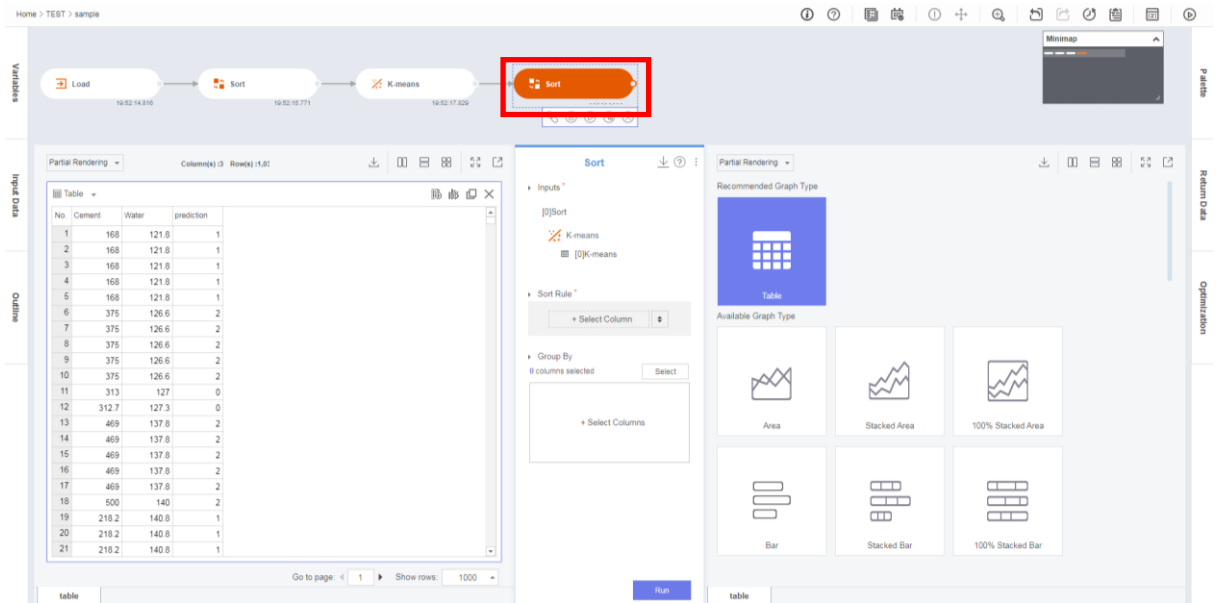 Home > TEST > sample
Minimap
Variables
Input Data
Outline
Load
19:52:14.816
Sort
19:52:15.771
K-means
19:52:17.829
Sort
Palette
Return Data
Optimization
Partial Rendering
Column(s) :3 Row(s) :1,0
Table
No. Cement Water prediction
1 168 121.8 1
2 168 121.8 1
3 168 121.8 1
4 168 121.8 1
5 168 121.8 1
6 375 126.6 2
7 375 126.6 2
8 375 126.6 2
9 375 126.6 2
10 375 126.6 2
11 313 127 0
12 312.7 127.3 0
13 469 137.8 2
14 469 137.8 2
15 469 137.8 2
16 469 137.8 2
17 469 137.8 2
18 500 140 2
19 218.2 140.8 1
20 218.2 140.8 1
21 218.2 140.8 1
Go to page: 1 Show rows: 1000
table
Sort
Inputs *
[0]Sort
K-means
[0]K-means
Sort Rule *
+ Select Column
Group By
0 columns selected Select
+ Select Columns
Run
Partial Rendering
Recommended Graph Type
Table
Available Graph Type
Area Stacked Area 100% Stacked Area
Bar Stacked Bar 100% Stacked Bar
table